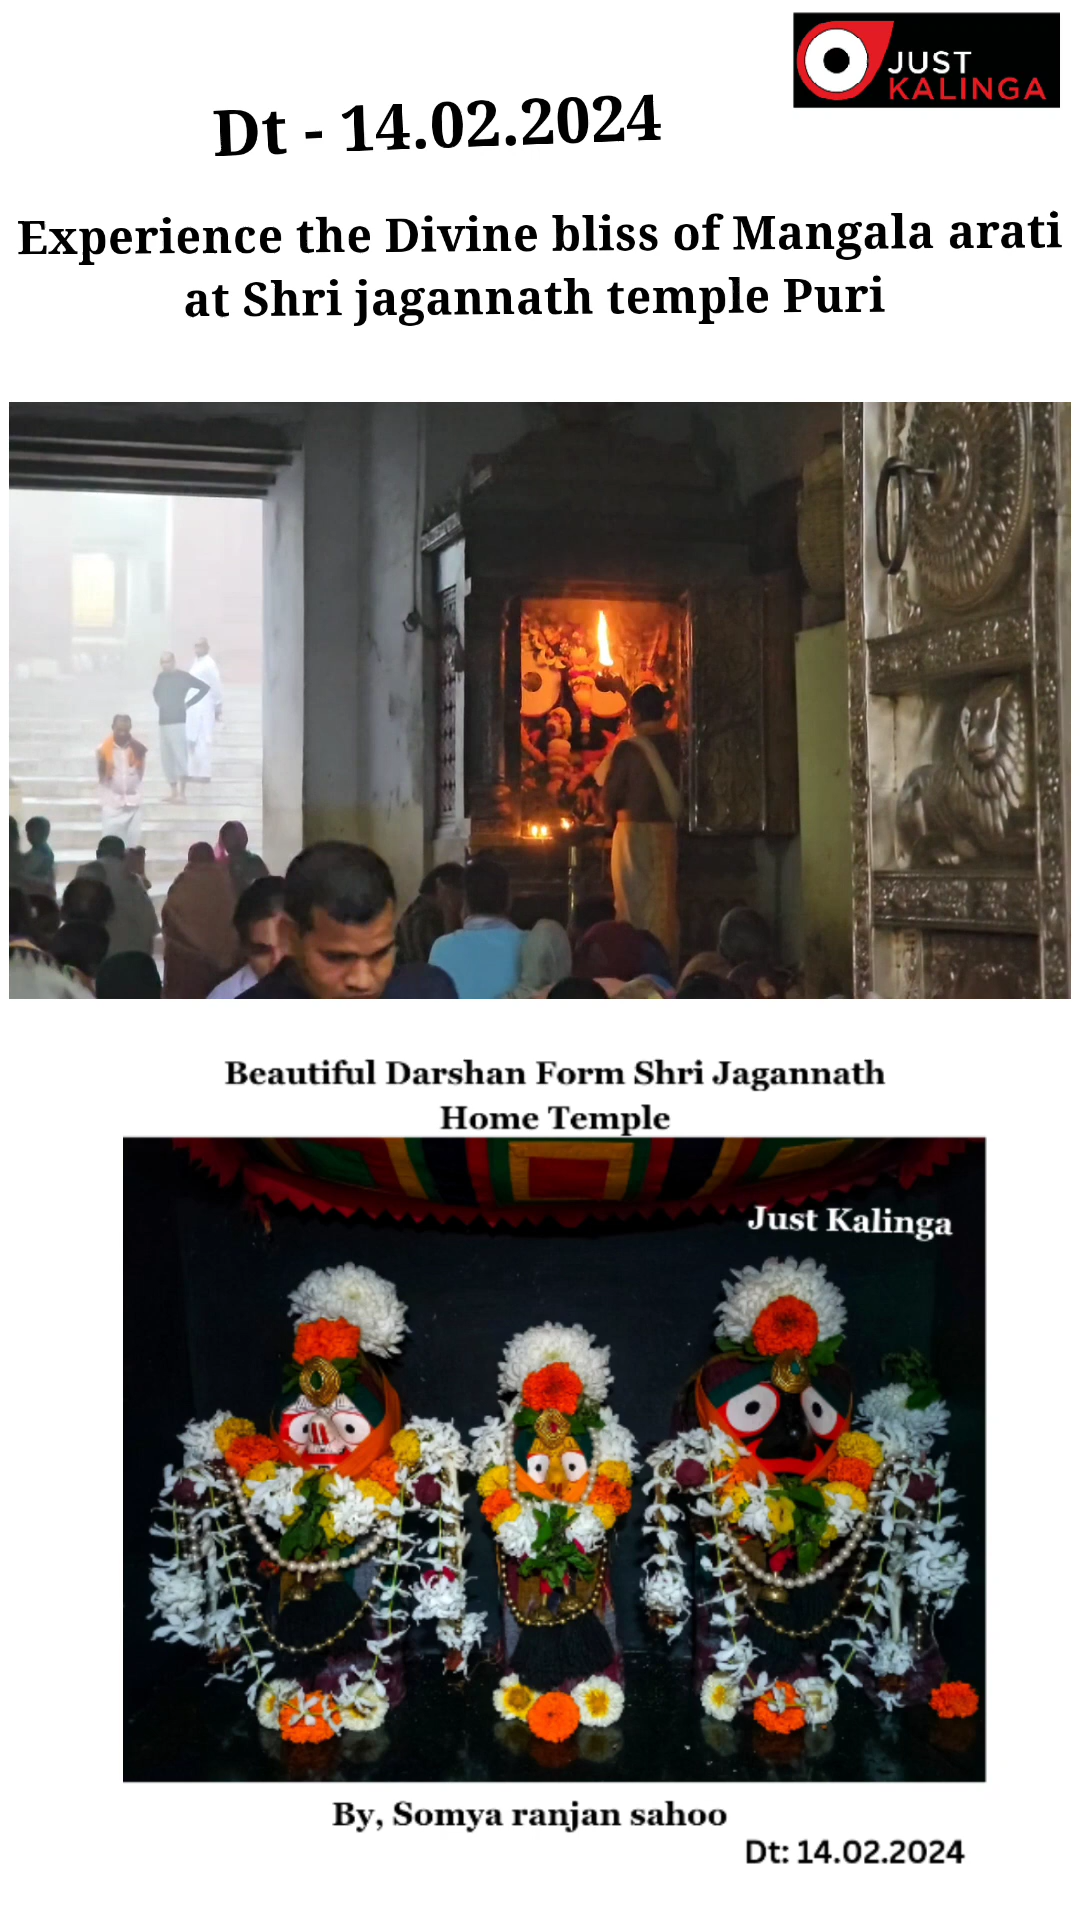 JUST
KALINGA
Dt - 14.02.2024
Experience the Divine bliss of Mangala arati
at Shri jagannath temple Puri
Beautiful Darshan Form Shri Jagannath
Home Temple
Just Kalinga
By, Somya ranjan sahoo
Dt: 14.02.2024